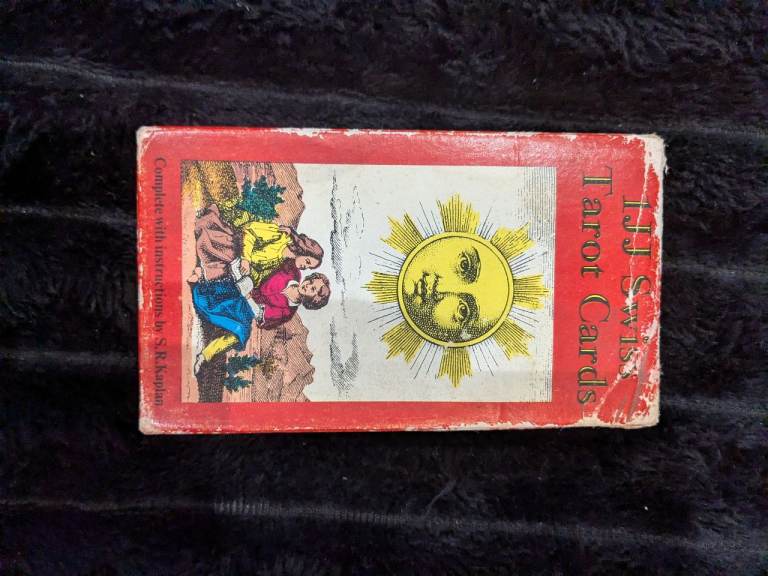 1JJ Swiss
Tarot Cards
Complete with instructions by S.R.Kaplan